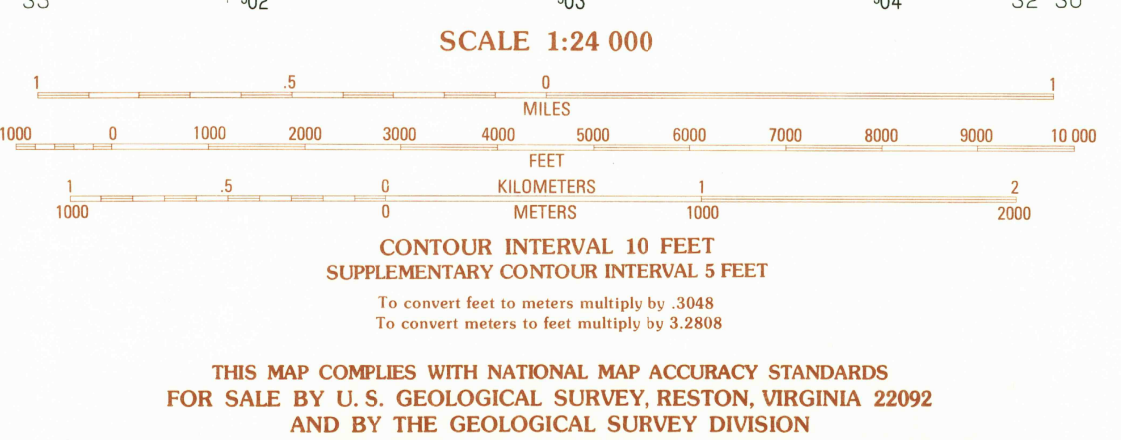 SCALE 1:24 000
1 .5 0 1
MILES
1000 0 1000 2000 3000 4000 5000 6000 7000 8000 9000 10 000
FEET
1 .5 0 KILOMETERS 1 2
1000 0 METERS 1000 2000
CONTOUR INTERVAL 10 FEET
SUPPLEMENTARY CONTOUR INTERVAL 5 FEET
To convert feet to meters multiply by .3048
To convert meters to feet multiply by 3.2808
THIS MAP COMPLIES WITH NATIONAL MAP ACCURACY STANDARDS
FOR SALE BY U. S. GEOLOGICAL SURVEY, RESTON, VIRGINIA 22092
AND BY THE GEOLOGICAL SURVEY DIVISION